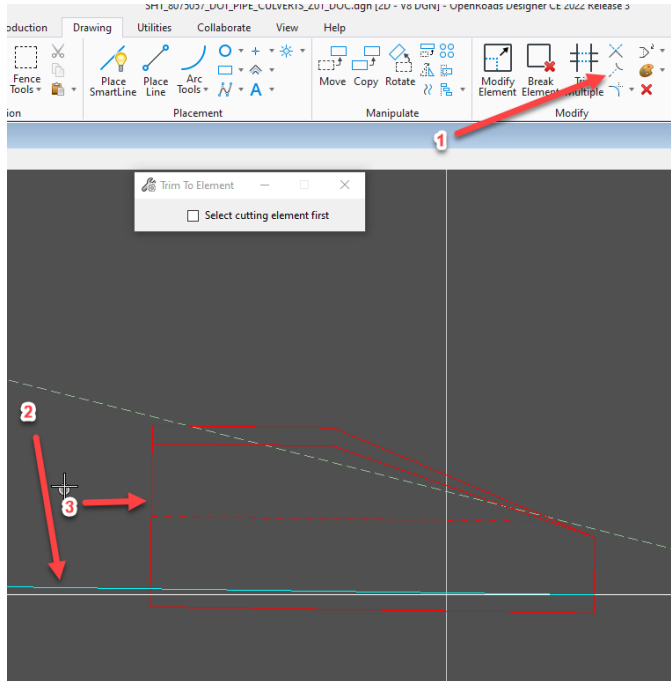 SHT_8075057_DOT_PIPE_CULVERTS_Z01_DOC.dgn [2D - V8 DGN] - OpenRoads Designer CE 2022 Release 3
oduction Drawing Utilities Collaborate View Help
Fence Tools
Place SmartLine
Place Line
Arc Tools
A
Move Copy Rotate
Modify Element
Break Element
Multiple
ion Placement Manipulate Modify
1
Trim To Element
Select cutting element first
2
3